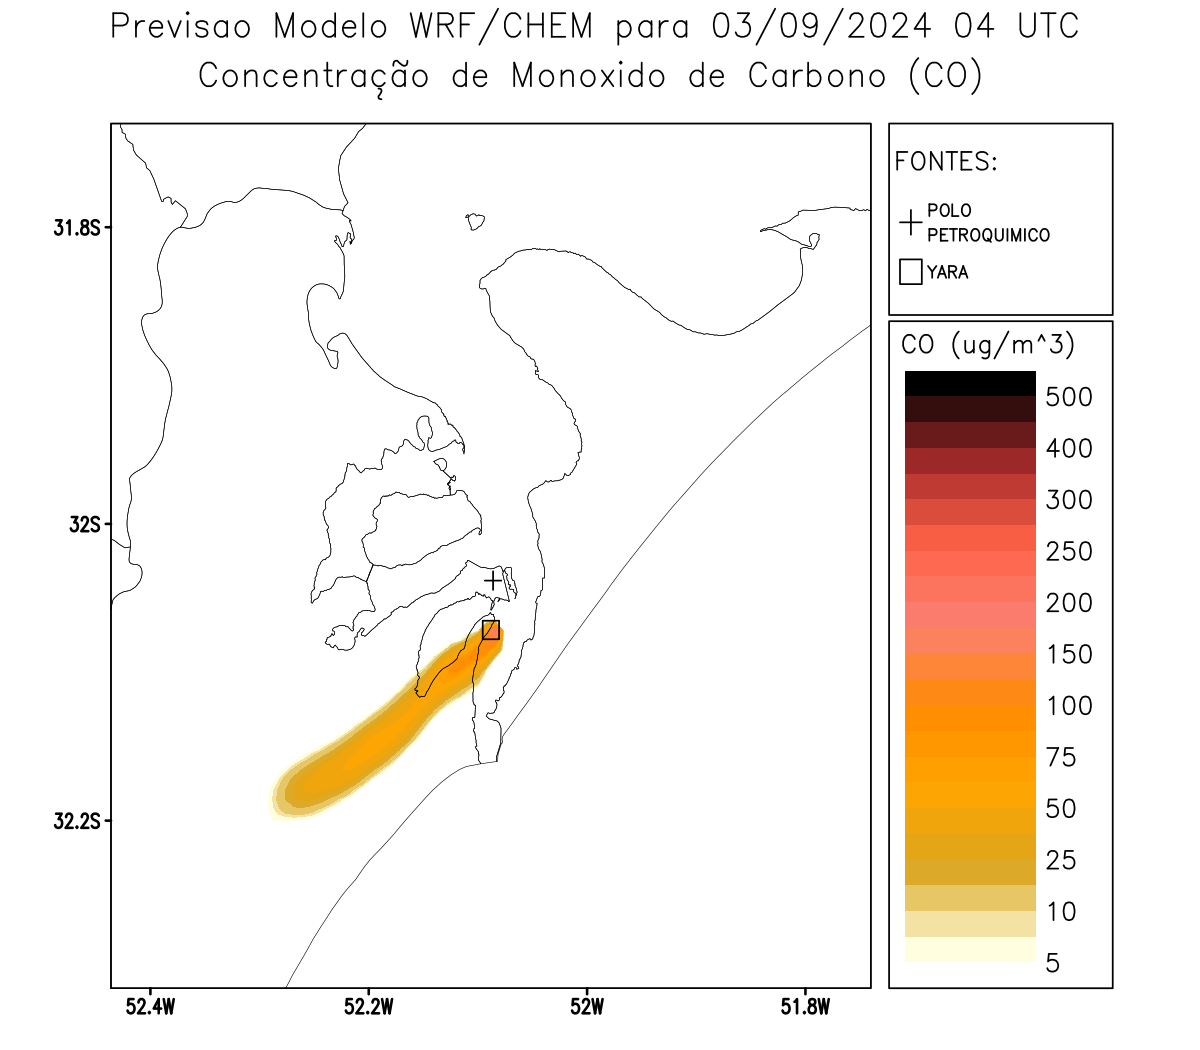 Previsao Modelo WRF/CHEM para 03/09/2024 04 UTC
Concentração de Monoxido de Carbono (CO)
FONTES:
POLO
PETROQUIMICO
YARA
CO (ug/m^3)
500
400
300
250
200
150
100
75
50
25
10
5
31.8S
32S
32.2S
52.4W
52.2W
52W
51.8W